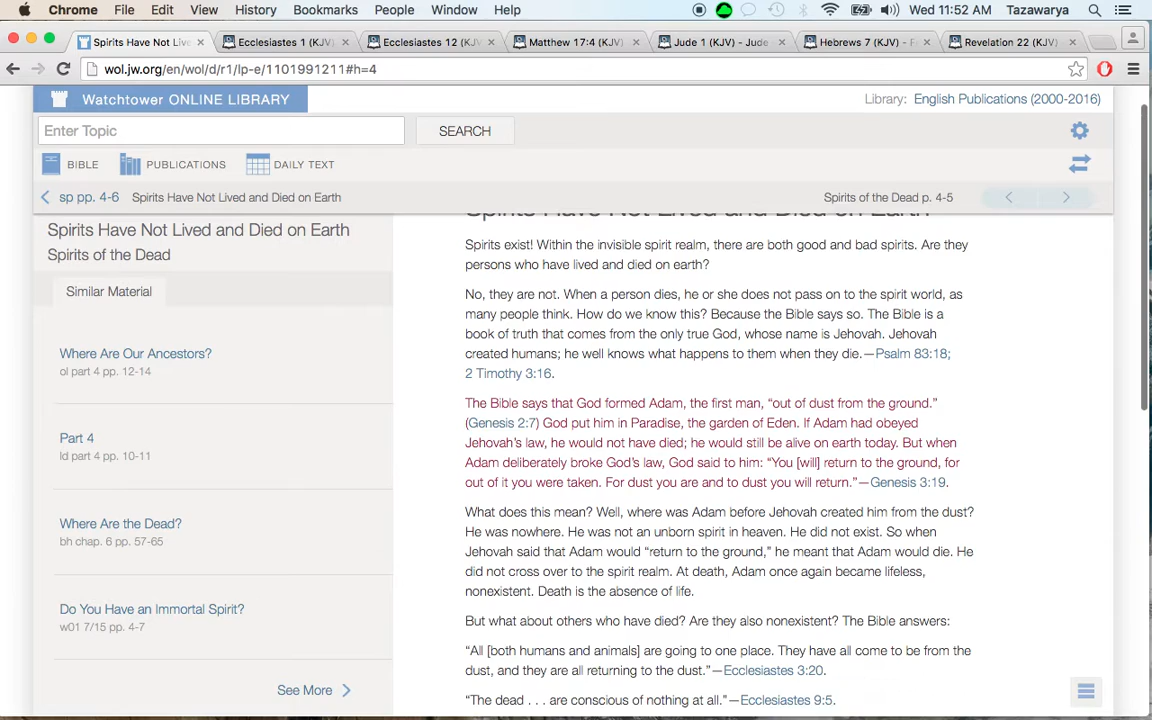 Chrome File Edit View History Bookmarks People Window Help Wed 11:52 AM Tazawarya
Spirits Have Not Live Ecclesiastes 1 (KJV) - Ecclesiastes 12 (KJV) Matthew 17:4 (KJV) Jude 1 (KJV) - Jude Hebrews 7 (KJV) - F Revelation 22 (KJV)
wol.jw.org/en/wol/d/r1/lp-e/1101991211#h=4
Watchtower ONLINE LIBRARY
Library: English Publications (2000-2016)
Enter Topic
SEARCH
BIBLE PUBLICATIONS DAILY TEXT
sp pp. 4-6 Spirits Have Not Lived and Died on Earth
Spirits of the Dead p. 4-5
Spirits Have Not Lived and Died on Earth
Spirits of the Dead
Similar Material
Where Are Our Ancestors?
ol part 4 pp. 12-14
Part 4
ld part 4 pp. 10-11
Where Are the Dead?
bh chap. 6 pp. 57-65
Do You Have an Immortal Spirit?
w01 7/15 pp. 4-7
See More
Spirits Have Not Lived and Died on Earth
Spirits exist! Within the invisible spirit realm, there are both good and bad spirits. Are they
persons who have lived and died on earth?
No, they are not. When a person dies, he or she does not pass on to the spirit world, as
many people think. How do we know this? Because the Bible says so. The Bible is a
book of truth that comes from the only true God, whose name is Jehovah. Jehovah
created humans; he well knows what happens to them when they die.—Psalm 83:18;
2 Timothy 3:16.
The Bible says that God formed Adam, the first man, “out of dust from the ground.”
(Genesis 2:7) God put him in Paradise, the garden of Eden. If Adam had obeyed
Jehovah’s law, he would not have died; he would still be alive on earth today. But when
Adam deliberately broke God’s law, God said to him: “You [will] return to the ground, for
out of it you were taken. For dust you are and to dust you will return.”—Genesis 3:19.
What does this mean? Well, where was Adam before Jehovah created him from the dust?
He was nowhere. He was not an unborn spirit in heaven. He did not exist. So when
Jehovah said that Adam would “return to the ground,” he meant that Adam would die. He
did not cross over to the spirit realm. At death, Adam once again became lifeless,
nonexistent. Death is the absence of life.
But what about others who have died? Are they also nonexistent? The Bible answers:
“All [both humans and animals] are going to one place. They have all come to be from the
dust, and they are all returning to the dust.”—Ecclesiastes 3:20.
“The dead . . . are conscious of nothing at all.”—Ecclesiastes 9:5.